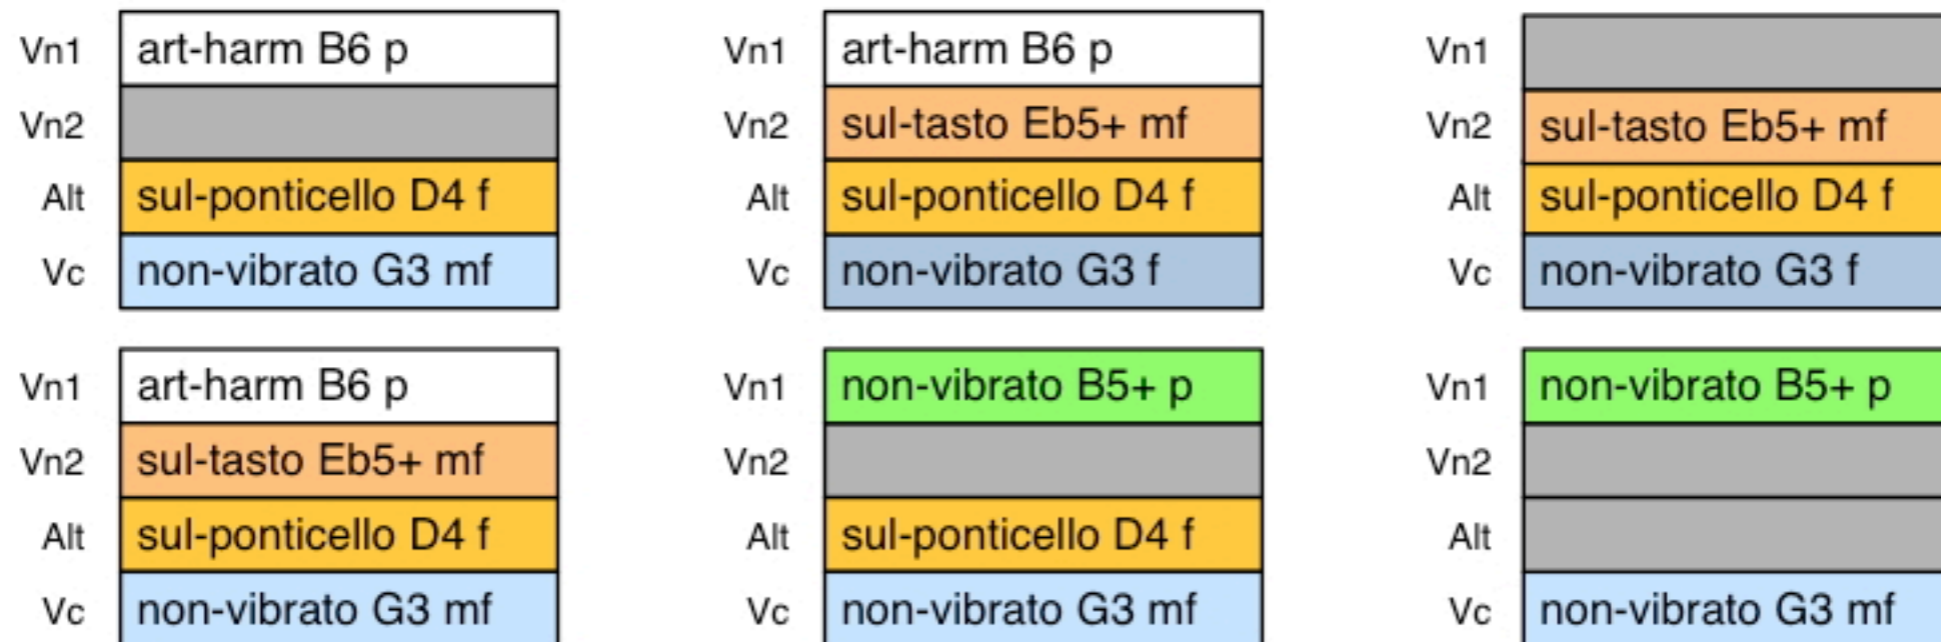 Vn1 art-harm B6 p
Vn2
Alt sul-ponticello D4 f
Vc non-vibrato G3 mf
Vn1 art-harm B6 p
Vn2 sul-tasto Eb5+ mf
Alt sul-ponticello D4 f
Vc non-vibrato G3 f
Vn1
Vn2 sul-tasto Eb5+ mf
Alt sul-ponticello D4 f
Vc non-vibrato G3 f
Vn1 art-harm B6 p
Vn2 sul-tasto Eb5+ mf
Alt sul-ponticello D4 f
Vc non-vibrato G3 mf
Vn1 non-vibrato B5+ p
Vn2
Alt sul-ponticello D4 f
Vc non-vibrato G3 mf
Vn1 non-vibrato B5+ p
Vn2
Alt
Vc non-vibrato G3 mf